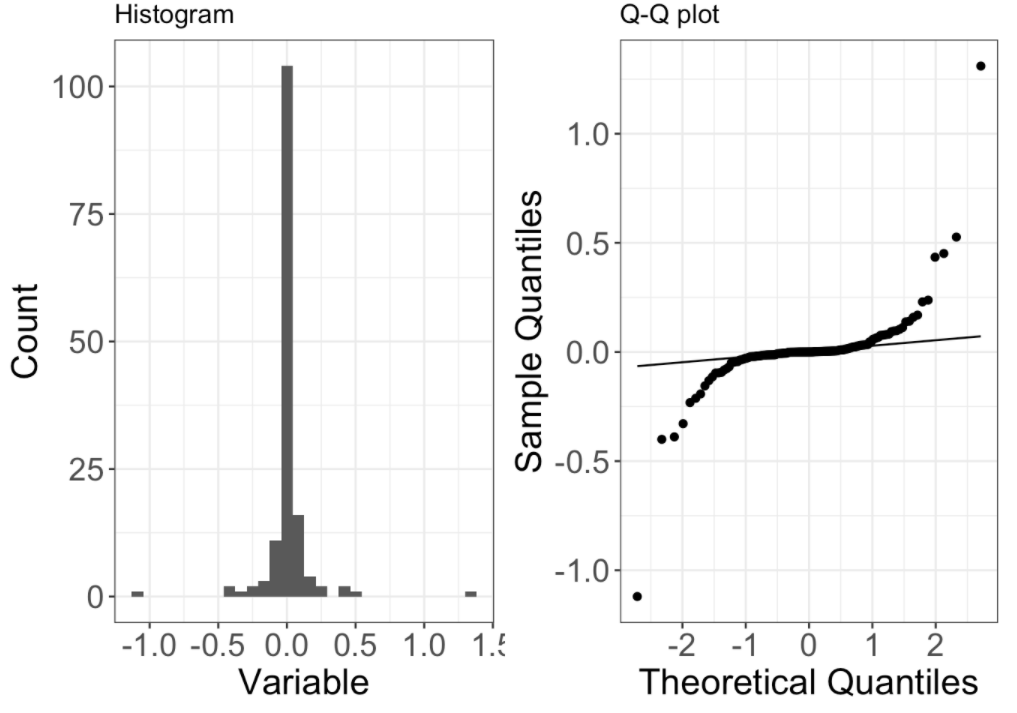 Histogram
Count
100
75
50
25
0
-1.0 -0.5 0.0 0.5 1.0 1.5
Variable
Q-Q plot
Sample Quantiles
1.0
0.5
0.0
-0.5
-1.0
-2 -1 0 1 2
Theoretical Quantiles